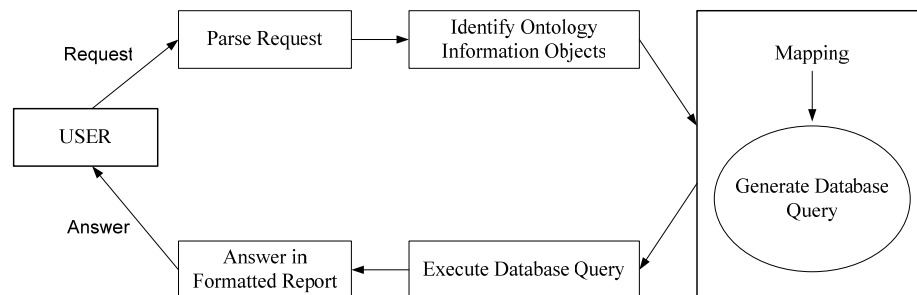 Request
Parse Request
Identify Ontology
Information Objects
Mapping
Generate Database
Query
Execute Database Query
Answer in
Formatted Report
Answer
USER